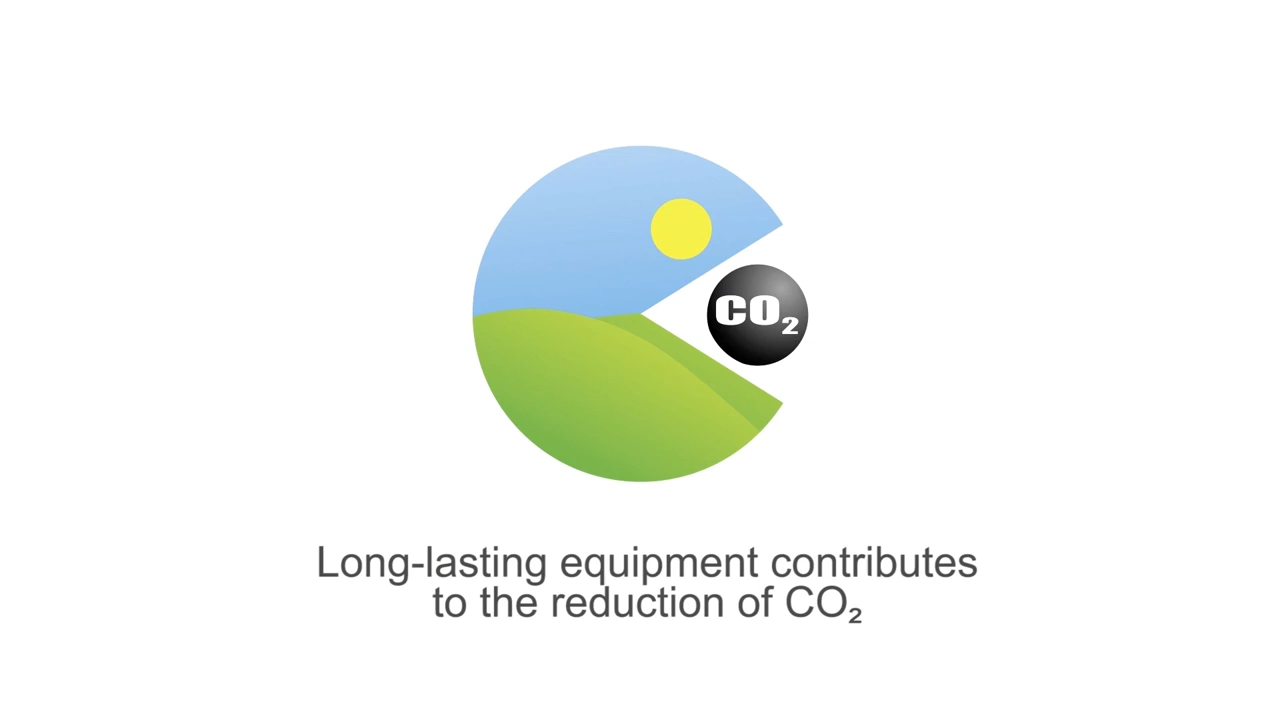 CO₂
Long-lasting equipment contributes
to the reduction of CO₂